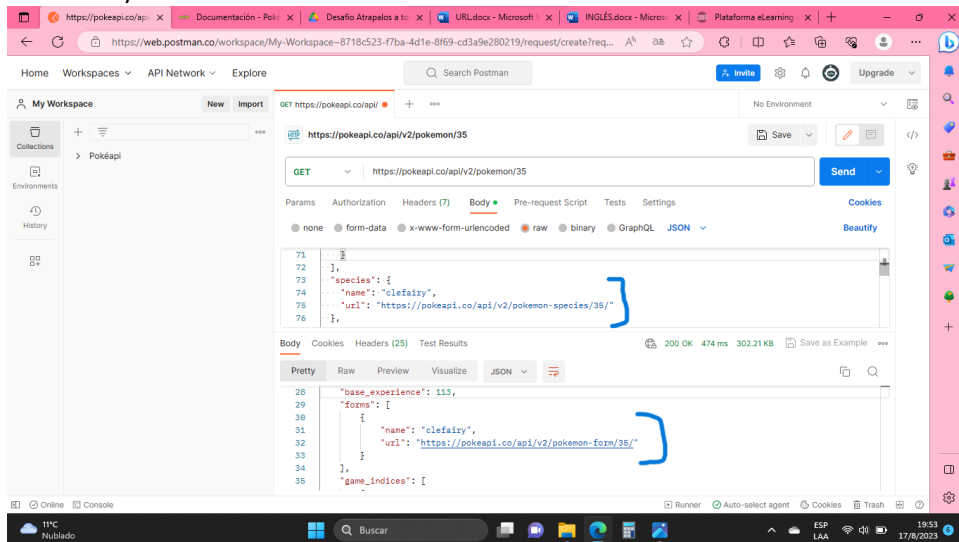 https://pokeapi.co/api
Documentación - Poké
Desafio Atrapalos a to
URL.docx - Microsoft
INGLÉS.docx - Microso
Plataforma eLearning
https://web.postman.co/workspace/My-Workspace~8718c523-f7ba-4d1e-8f69-cd3a9e280219/request/create?req...
Home Workspaces API Network Explore
Search Postman
Invite
Upgrade
My Workspace
New Import
GET https://pokeapi.co/api/
No Environment
Collections
Pokéapi
Environments
History
HTTP https://pokeapi.co/api/v2/pokemon/35
Save
GET https://pokeapi.co/api/v2/pokemon/35
Send
Params Authorization Headers (7) Body Pre-request Script Tests Settings
Cookies
none form-data x-www-form-urlencoded raw binary GraphQL JSON
Beautify
71 }
72 ],
73 "species": {
74 "name": "clefairy",
75 "url": "https://pokeapi.co/api/v2/pokemon-species/35/"
76 },
Body Cookies Headers (25) Test Results
200 OK 474 ms 302.21 KB Save as Example
Pretty Raw Preview Visualize JSON
28 "base_experience": 113,
29 "forms": [
30 {
31 "name": "clefairy",
32 "url": "https://pokeapi.co/api/v2/pokemon-form/35/"
33 }
34 ],
35 "game_indices": [
Online Console
Runner Auto-select agent Cookies Trash
11°C
Nublado
Buscar
ESP
LAA
19:53
17/8/2023
6